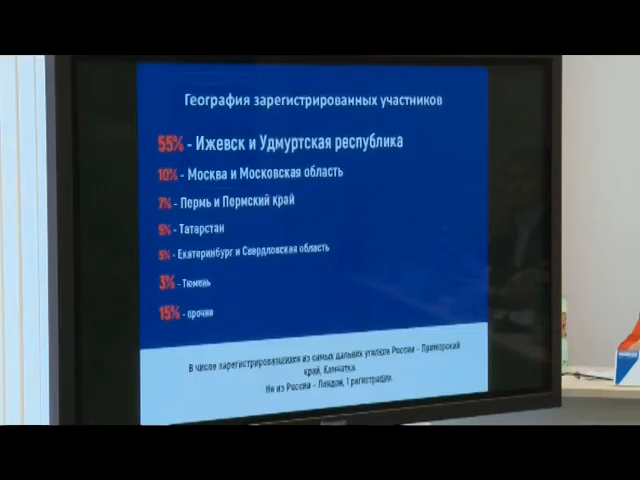 География зарегистрированных участников
55% - Ижевск и Удмуртская республика
10% - Москва и Московская область
7% - Пермь и Пермский край
5% - Татарстан
5% - Екатеринбург и Свердловская область
3% - Тюмень
15% - прочие
В числе зарегистрировавшихся из самых дальних уголков России - Приморский
край, Камчатка.
Не из России - Лондон, 1 регистрация.